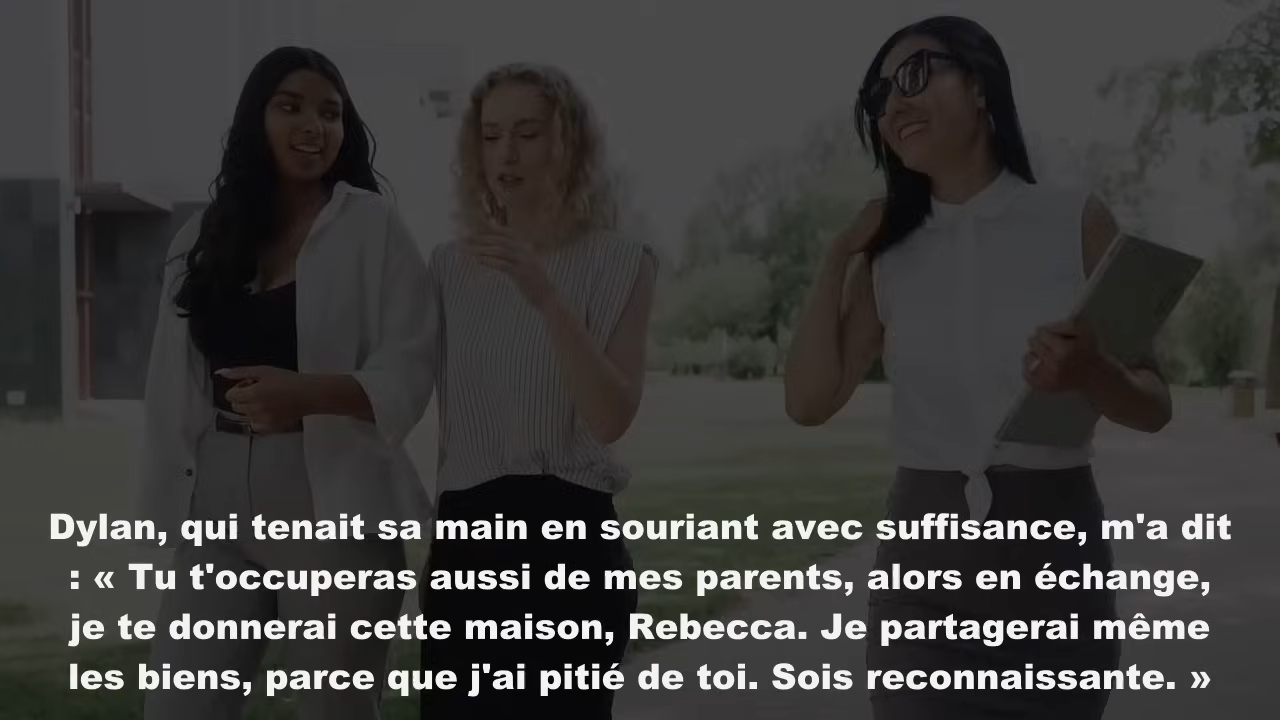 Dylan, qui tenait sa main en souriant avec suffisance, m'a dit
: « Tu t'occuperas aussi de mes parents, alors en échange,
je te donnerai cette maison, Rebecca. Je partagerai même
les biens, parce que j'ai pitié de toi. Sois reconnaissante. »